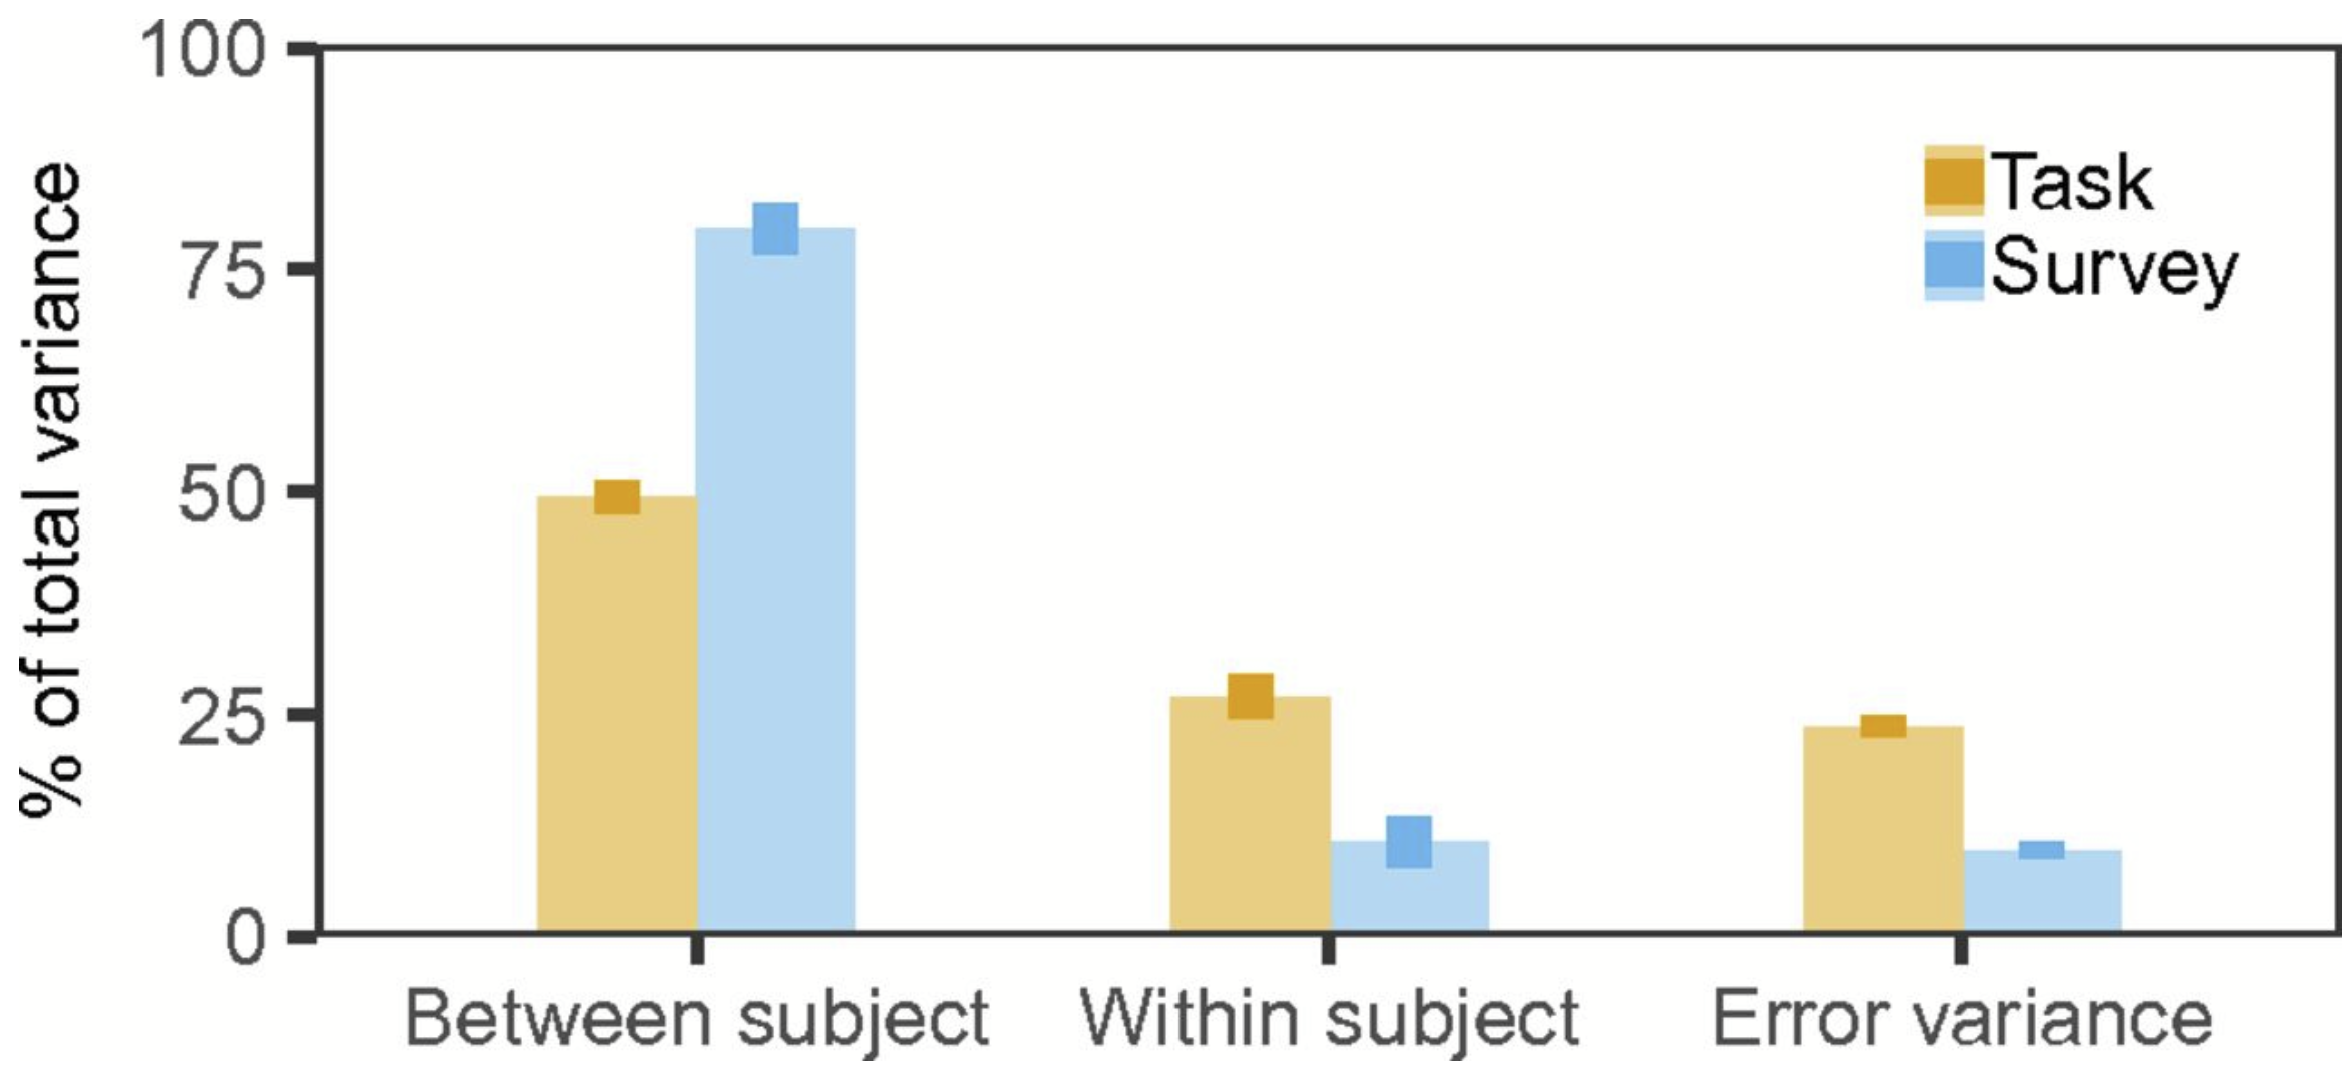 % of total variance
100
75
50
25
0
Task
Survey
Between subject
Within subject
Error variance